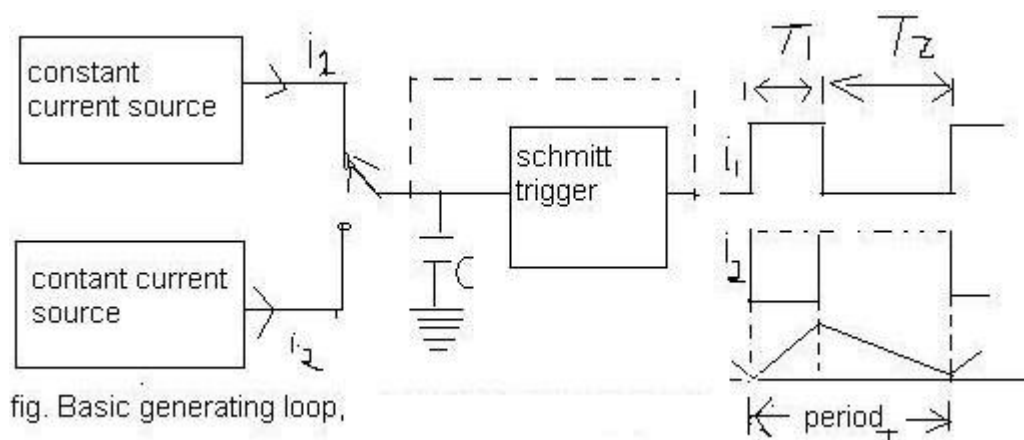 constant
current source
i1
schmitt
trigger
C
contant current
source
i2
T1
T2
i1
i2
period
fig. Basic generating loop,